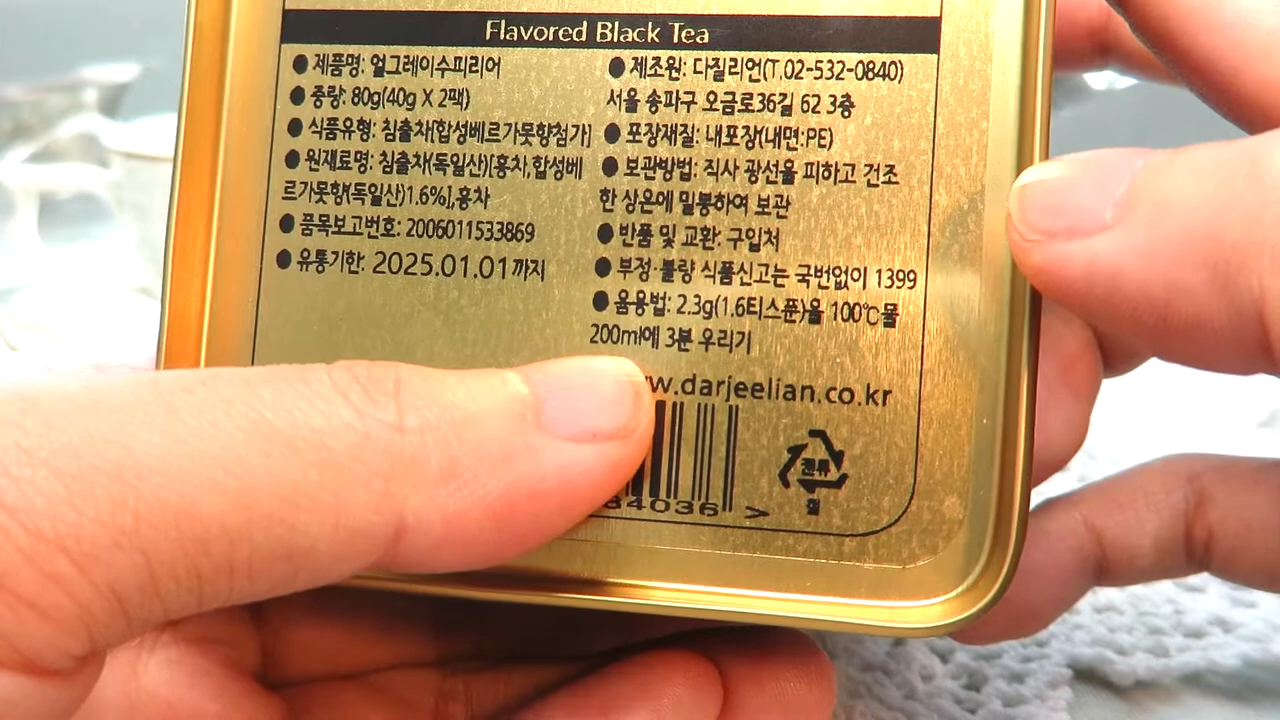 Flavored Black Tea
● 제품명: 얼그레이수피리어
● 중량: 80g(40g X 2팩)
● 식품유형: 침출차[합성베르가못향첨가]
● 원재료명: 침출차(독일산)[홍차,합성베
르가못향(독일산)1.6%],홍차
● 품목보고번호: 2006011533869
● 유통기한: 2025.01.01까지
● 제조원: 다질리언(T.02-532-0840)
서울 송파구 오금로36길 62 3층
● 포장재질: 내포장(내면:PE)
● 보관방법: 직사 광선을 피하고 건조
한 상온에 밀봉하여 보관
● 반품 및 교환: 구입처
● 부정·불량 식품신고는 국번없이 1399
● 음용법: 2.3g(1.6티스푼)을 100℃물
200ml에 3분 우리기
w.darjeelian.co.kr
84036 >
캔류
철